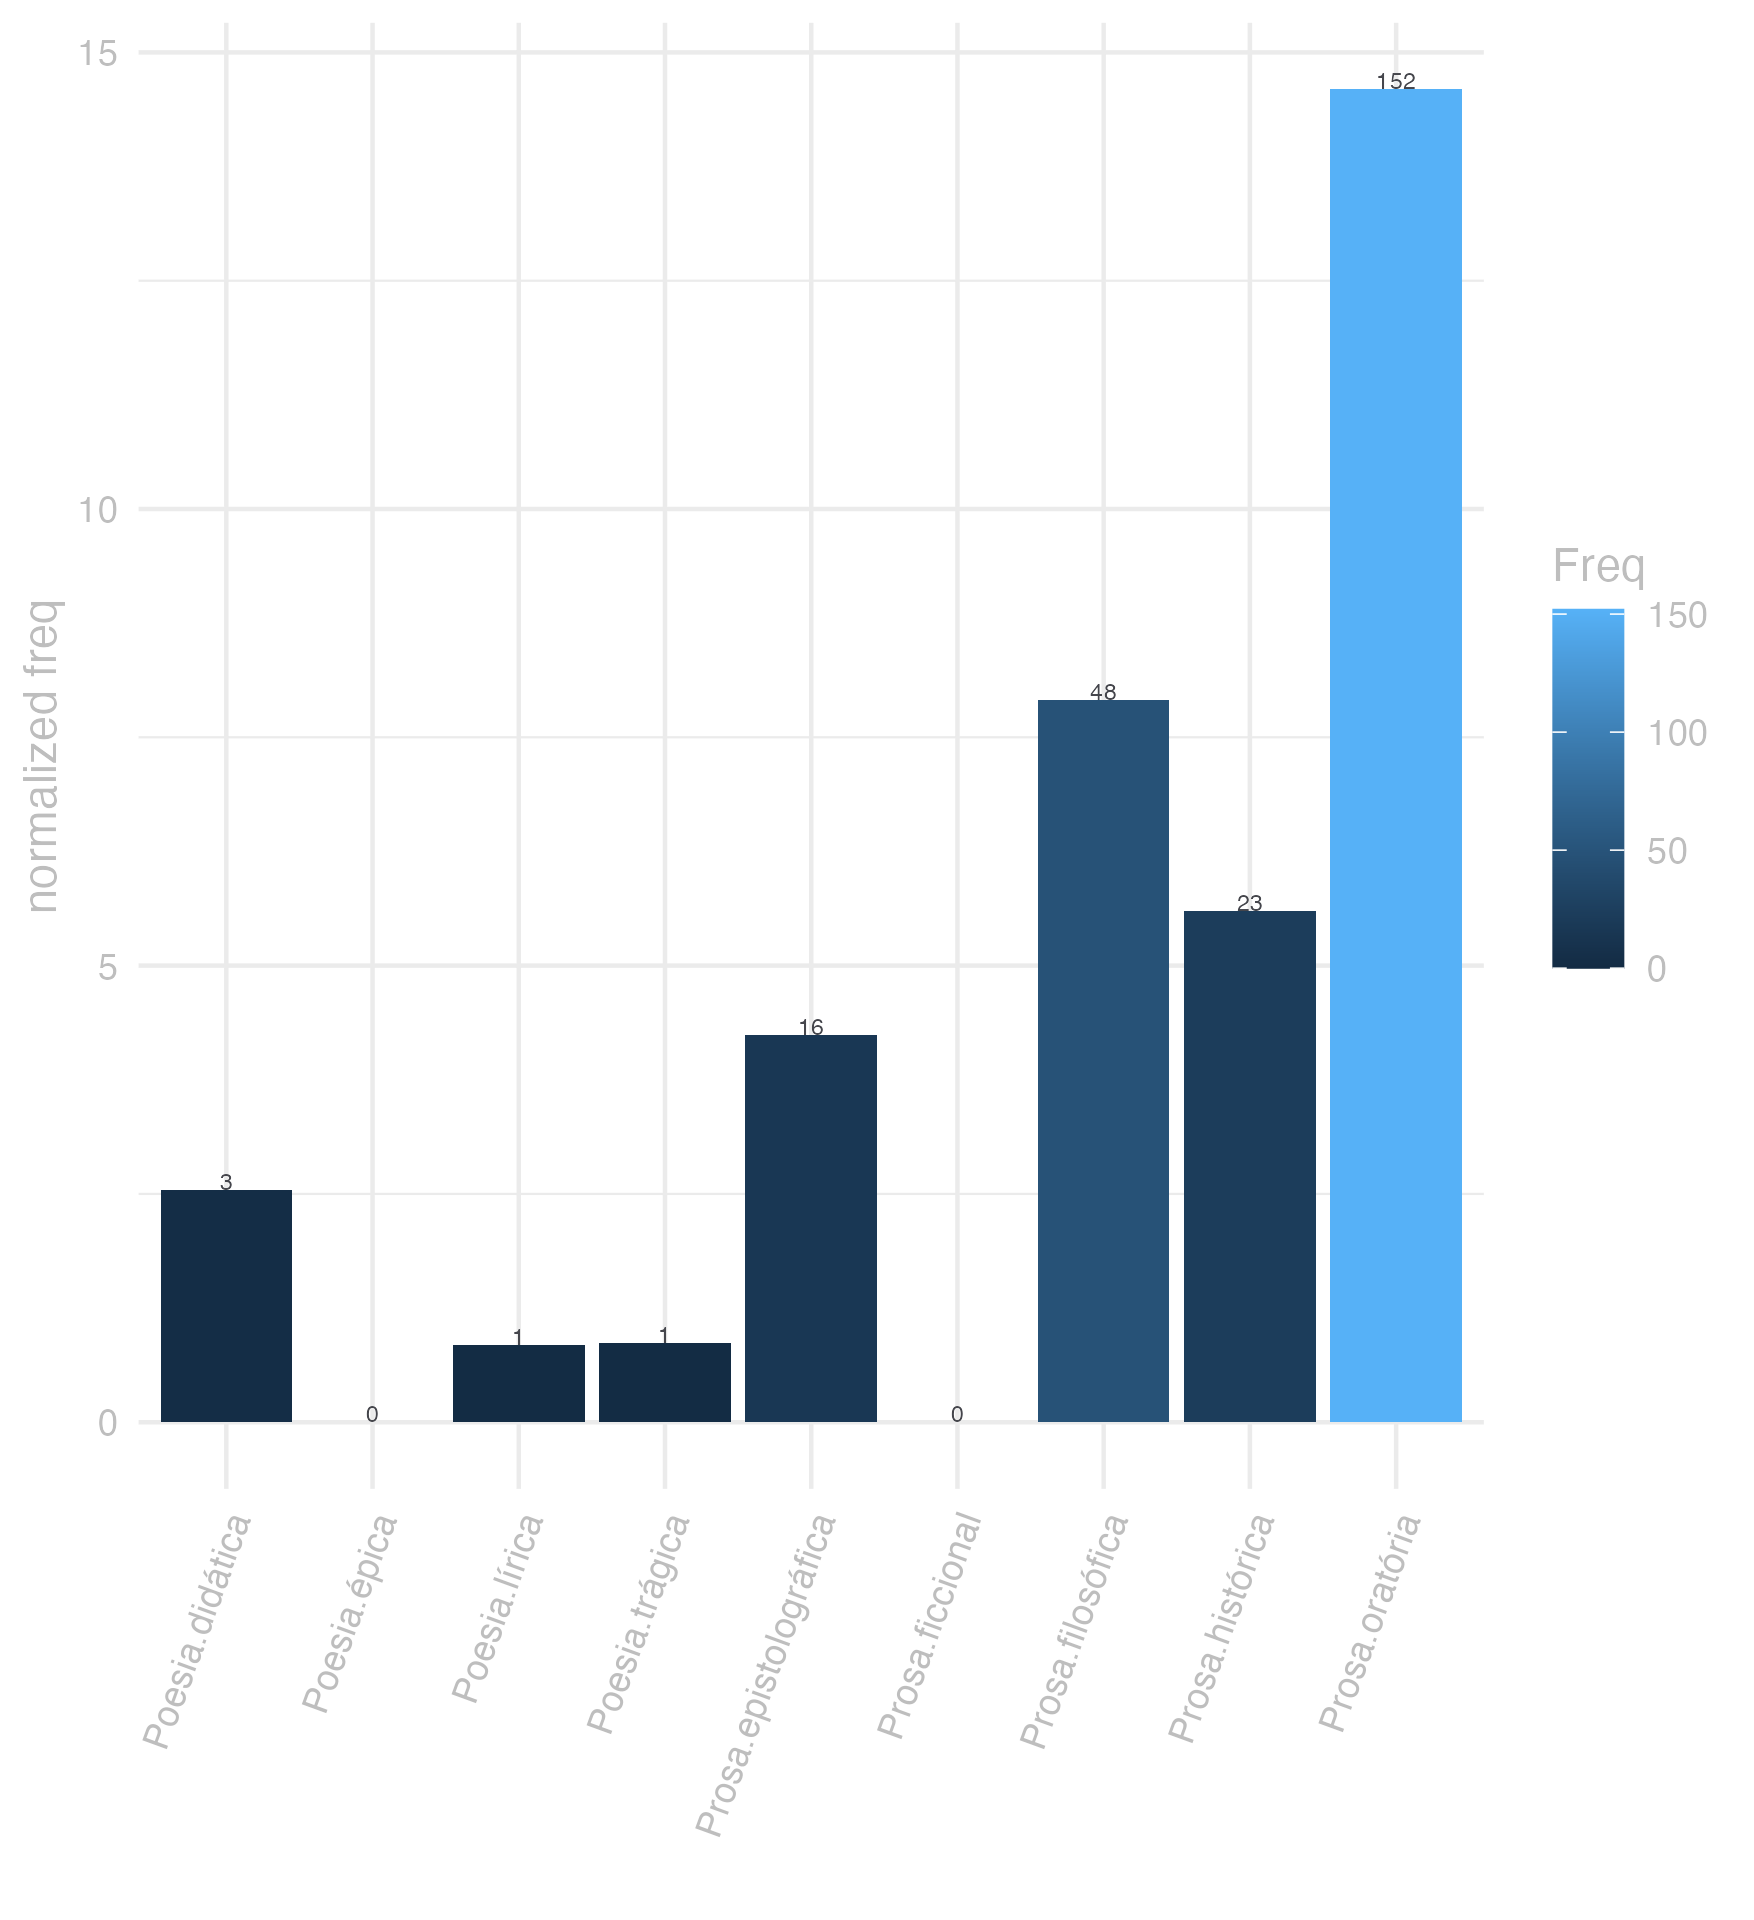 15
10
5
0
normalized freq
152
48
23
16
3
1
1
0
0
Freq
150
100
50
0
Poesia.didática
Poesia.épica
Poesia.lírica
Poesia.trágica
Prosa.epistolográfica
Prosa.ficcional
Prosa.filosófica
Prosa.histórica
Prosa.oratória